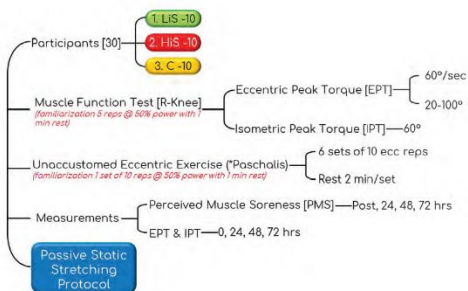 1. LiS -10
Participants [30]
2. HiS -10
3. C -10
Muscle Function Test [R-Knee]
(familiarization 5 reps @ 50% power with 1
min rest)
Eccentric Peak Torque [EPT]
60°/sec
20-100°
Isometric Peak Torque [IPT]
60°
Unaccustomed Eccentric Exercise (*Paschalis)
(familiarization 1 set of 10 reps @ 50% power with 1 min rest)
6 sets of 10 ecc reps
Rest 2 min/set
Measurements
Perceived Muscle Soreness [PMS]
Post, 24, 48, 72 hrs
EPT & IPT
0, 24, 48, 72 hrs
Passive Static
Stretching
Protocol